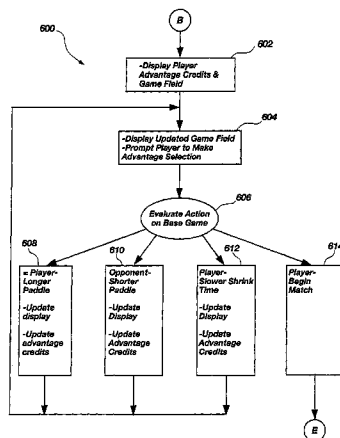 B
600
602
-Display Player
Advantage Credits &
Game Field
604
-Display Updated Game Field
-Prompt Player to Make
Advantage Selection
606
Evaluate Action
on Base Game
608
= Player-
Longer
Paddle
-Update
display
-Update
advantage
credits
610
Opponent-
Shorter
Paddle
-Update
Display
-Update
Advantage
Credits
612
Player-
Slower Shrink
Time
-Update
Display
-Update
Advantage
Credits
614
Player-
Begin
Match
E